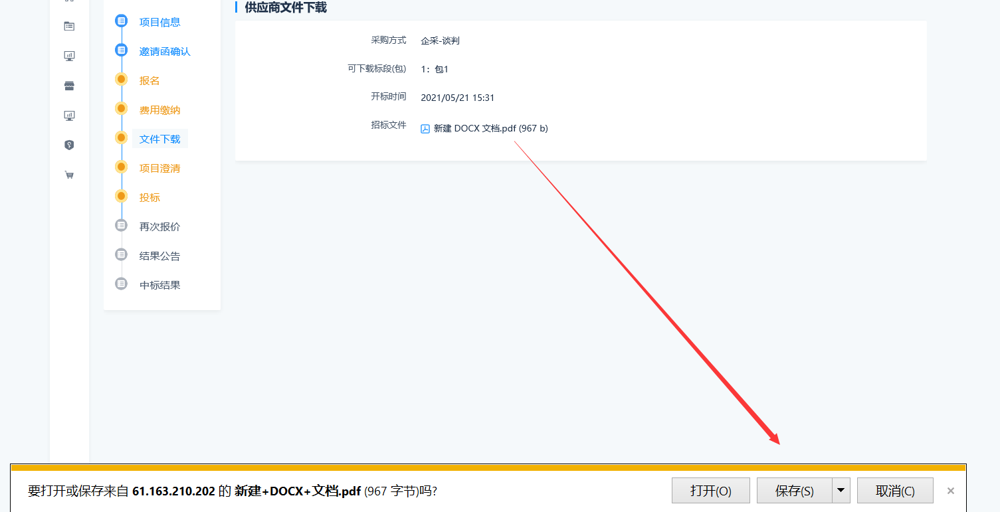 供应商文件下载
项目信息
邀请函确认
报名
费用缴纳
文件下载
项目澄清
投标
再次报价
结果公告
中标结果
采购方式 企采-谈判
可下载标段(包) 1：包1
开标时间 2021/05/21 15:31
招标文件 新建 DOCX 文档.pdf (967 b)
要打开或保存来自 61.163.210.202 的 新建+DOCX+文档.pdf (967 字节)吗? 打开(O) 保存(S) 取消(C) ×